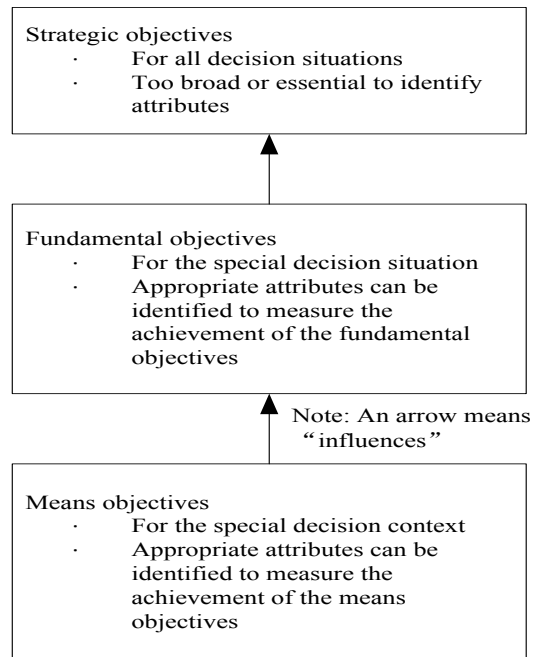 Strategic objectives
· For all decision situations
· Too broad or essential to identify
attributes
Fundamental objectives
· For the special decision situation
· Appropriate attributes can be
identified to measure the
achievement of the fundamental
objectives
Note: An arrow means
“influences”
Means objectives
· For the special decision context
· Appropriate attributes can be
identified to measure the
achievement of the means
objectives